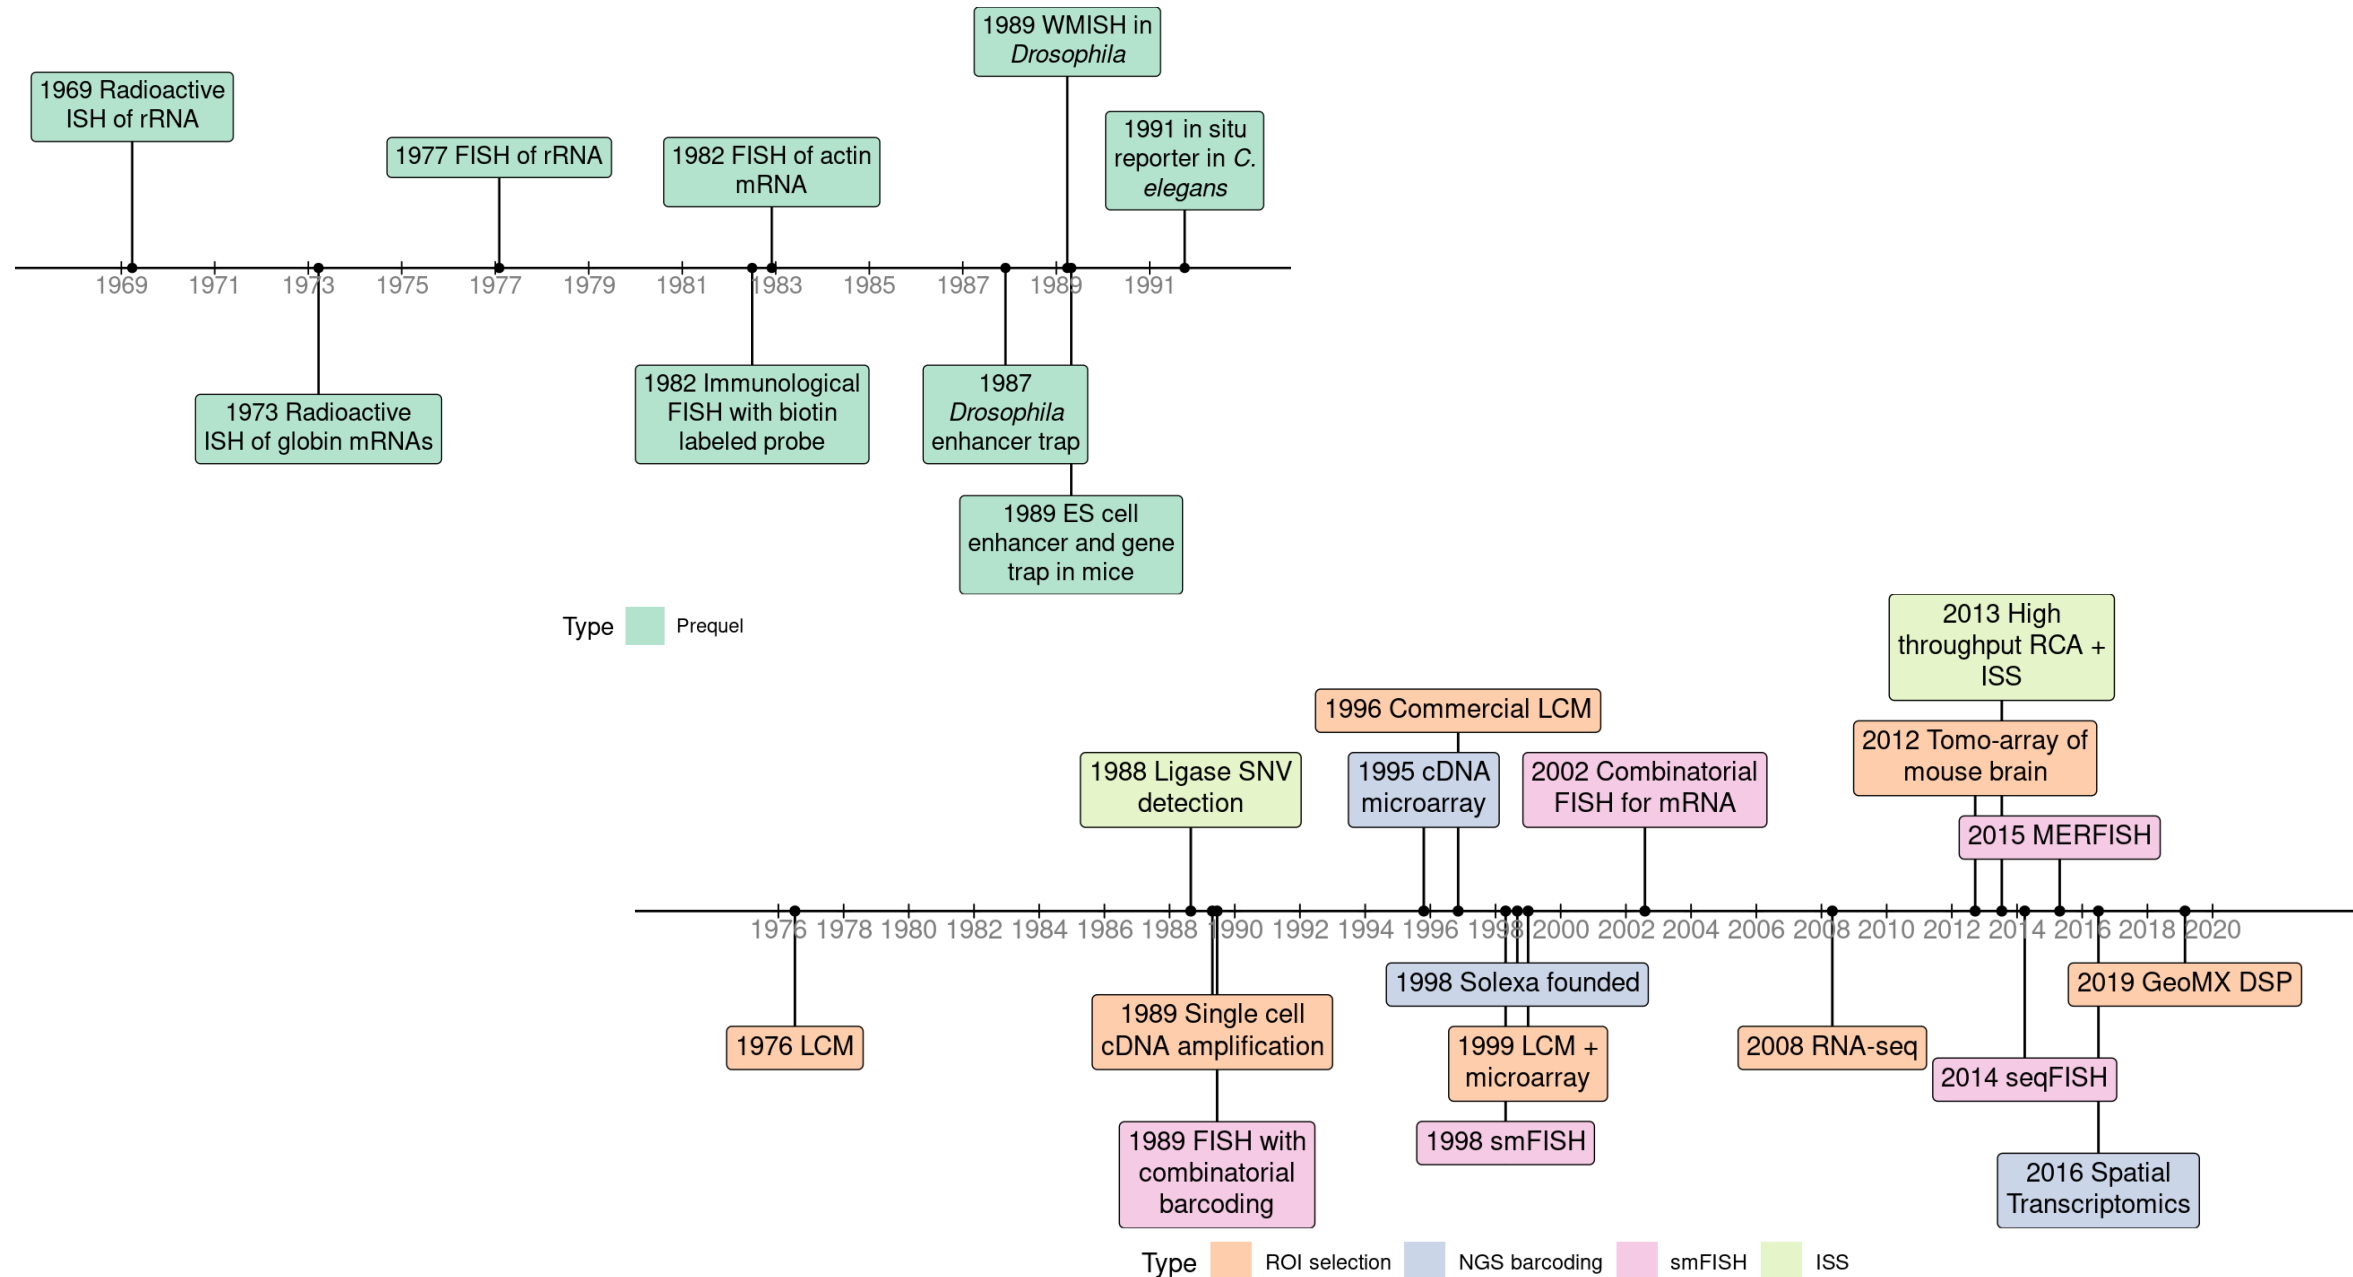 1989 WMISH in
Drosophila
1969 Radioactive
ISH of rRNA
1991 in situ
reporter in C.
elegans
1977 FISH of rRNA
1982 FISH of actin
mRNA
1969 1971 1973 1975 1977 1979 1981 1983 1985 1987 1989 1991
1982 Immunological
FISH with biotin
labeled probe
1987
Drosophila
enhancer trap
1973 Radioactive
ISH of globin mRNAs
1989 ES cell
enhancer and gene
trap in mice
Type Prequel
2013 High
throughput RCA +
ISS
1996 Commercial LCM
2012 Tomo-array of
mouse brain
1988 Ligase SNV
detection
1995 cDNA
microarray
2002 Combinatorial
FISH for mRNA
2015 MERFISH
1976 1978 1980 1982 1984 1986 1988 1990 1992 1994 1996 1998 2000 2002 2004 2006 2008 2010 2012 2014 2016 2018 2020
1998 Solexa founded
2019 GeoMX DSP
1989 Single cell
cDNA amplification
1976 LCM
1999 LCM +
microarray
2008 RNA-seq
2014 seqFISH
1989 FISH with
combinatorial
barcoding
1998 smFISH
2016 Spatial
Transcriptomics
Type ROI selection NGS barcoding smFISH ISS